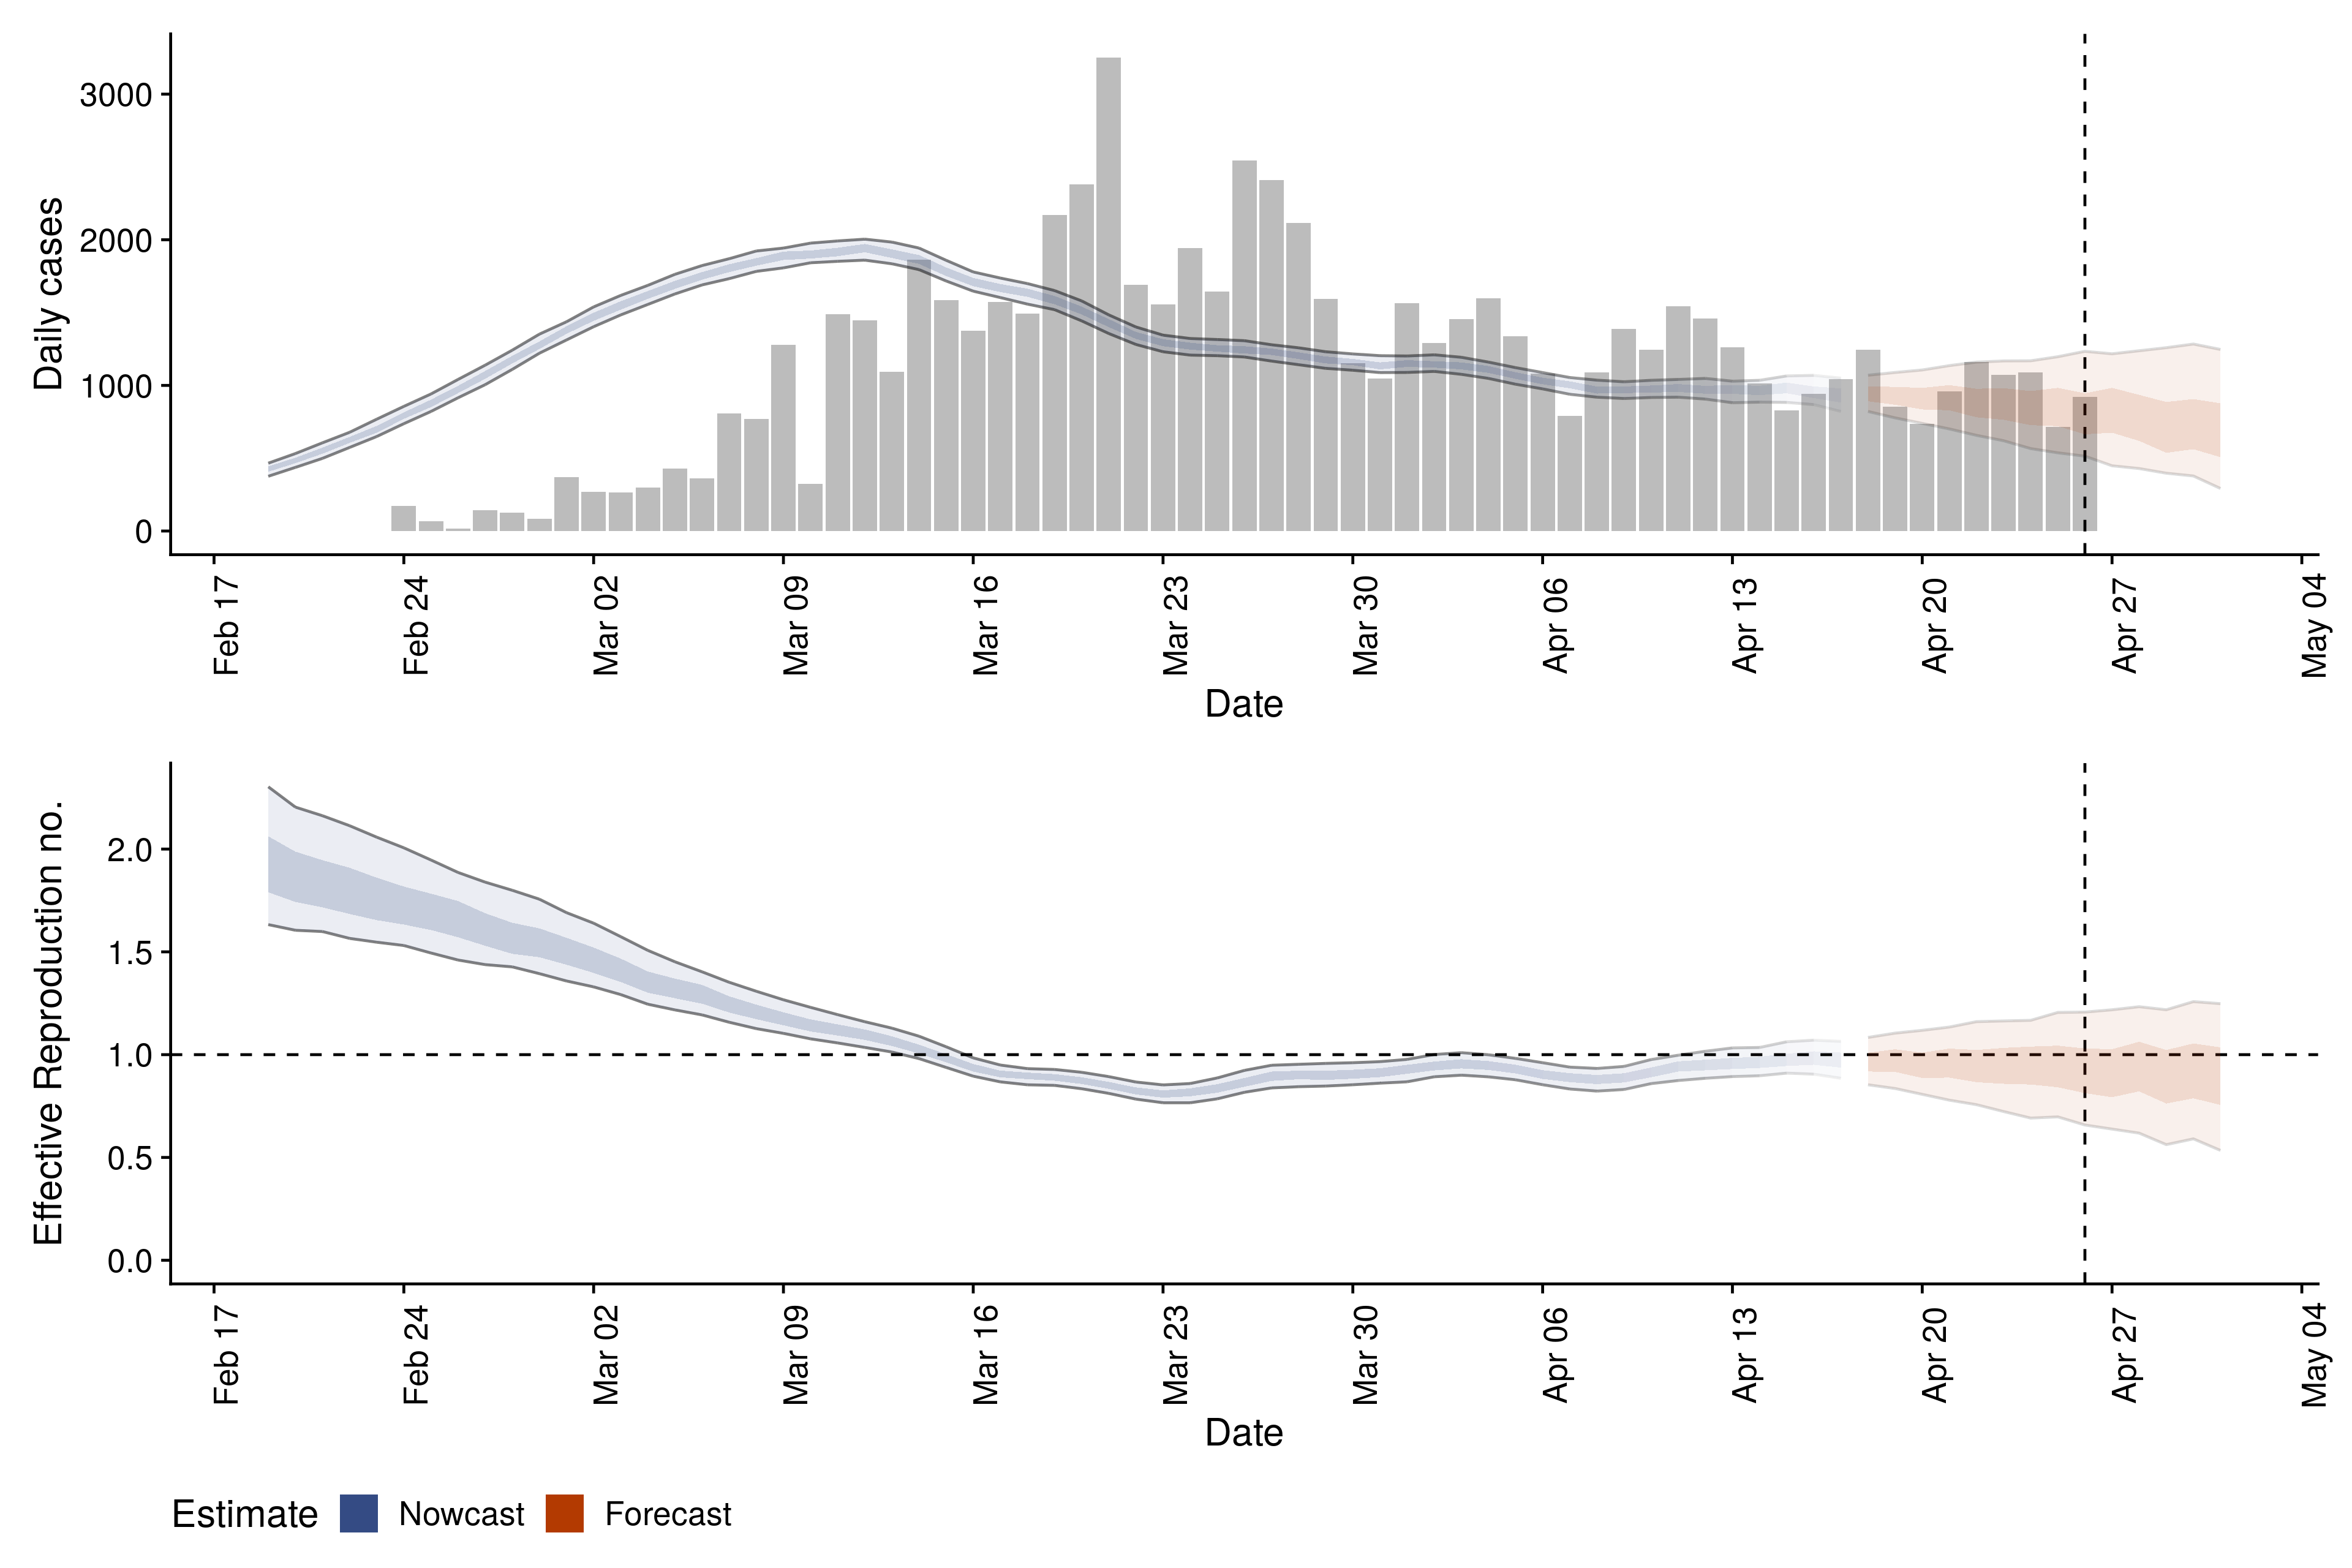 Daily cases
3000
2000
1000
0
Feb 17
Feb 24
Mar 02
Mar 09
Mar 16
Mar 23
Mar 30
Apr 06
Apr 13
Apr 20
Apr 27
May 04
Date
Effective Reproduction no.
2.0
1.5
1.0
0.5
0.0
Feb 17
Feb 24
Mar 02
Mar 09
Mar 16
Mar 23
Mar 30
Apr 06
Apr 13
Apr 20
Apr 27
May 04
Date
Estimate Nowcast Forecast